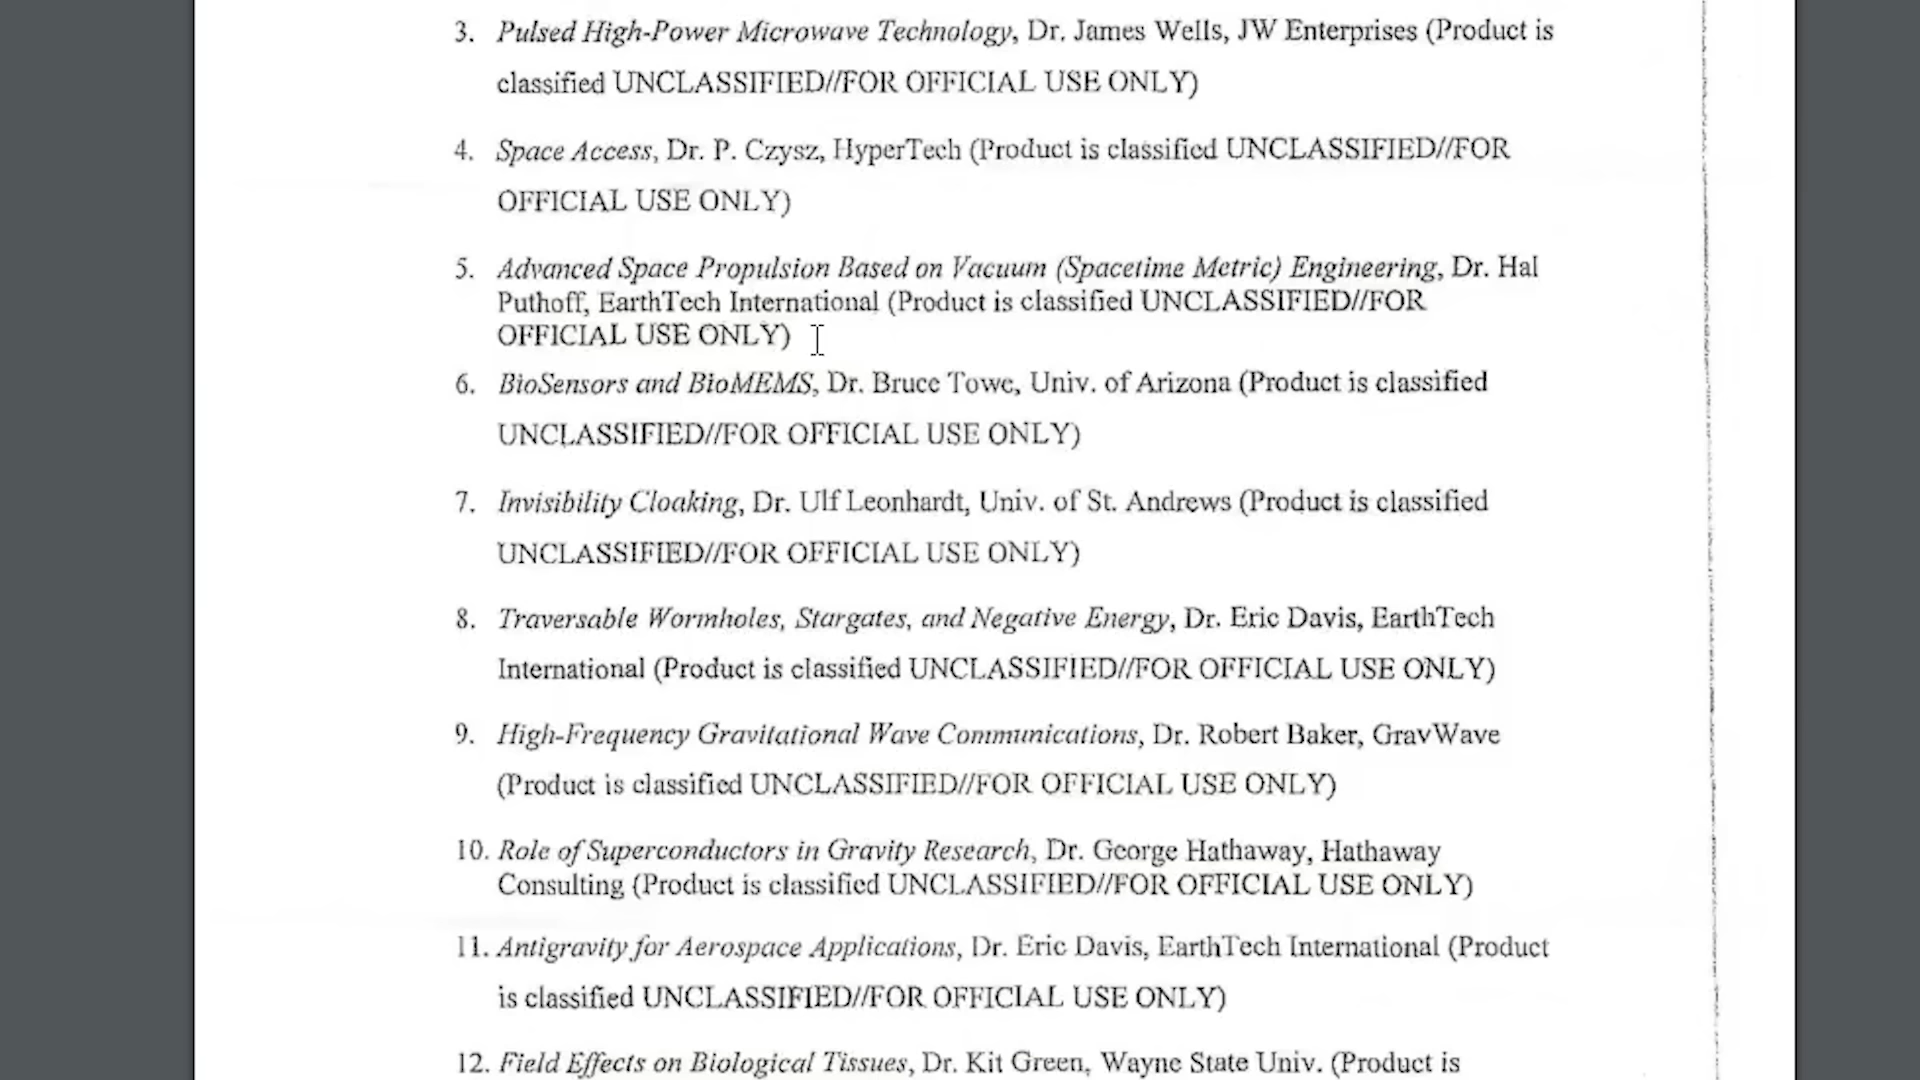 3. Pulsed High-Power Microwave Technology, Dr. James Wells, JW Enterprises (Product is
classified UNCLASSIFIED//FOR OFFICIAL USE ONLY)
4. Space Access, Dr. P. Czysz, HyperTech (Product is classified UNCLASSIFIED//FOR
OFFICIAL USE ONLY)
5. Advanced Space Propulsion Based on Vacuum (Spacetime Metric) Engineering, Dr. Hal
Puthoff, EarthTech International (Product is classified UNCLASSIFIED//FOR
OFFICIAL USE ONLY)
6. BioSensors and BioMEMS, Dr. Bruce Towe, Univ. of Arizona (Product is classified
UNCLASSIFIED//FOR OFFICIAL USE ONLY)
7. Invisibility Cloaking, Dr. Ulf Leonhardt, Univ. of St. Andrews (Product is classified
UNCLASSIFIED//FOR OFFICIAL USE ONLY)
8. Traversable Wormholes, Stargates, and Negative Energy, Dr. Eric Davis, EarthTech
International (Product is classified UNCLASSIFIED//FOR OFFICIAL USE ONLY)
9. High-Frequency Gravitational Wave Communications, Dr. Robert Baker, GravWave
(Product is classified UNCLASSIFIED//FOR OFFICIAL USE ONLY)
10. Role of Superconductors in Gravity Research, Dr. George Hathaway, Hathaway
Consulting (Product is classified UNCLASSIFIED//FOR OFFICIAL USE ONLY)
11. Antigravity for Aerospace Applications, Dr. Eric Davis, EarthTech International (Product
is classified UNCLASSIFIED//FOR OFFICIAL USE ONLY)
12. Field Effects on Biological Tissues, Dr. Kit Green, Wayne State Univ. (Product is